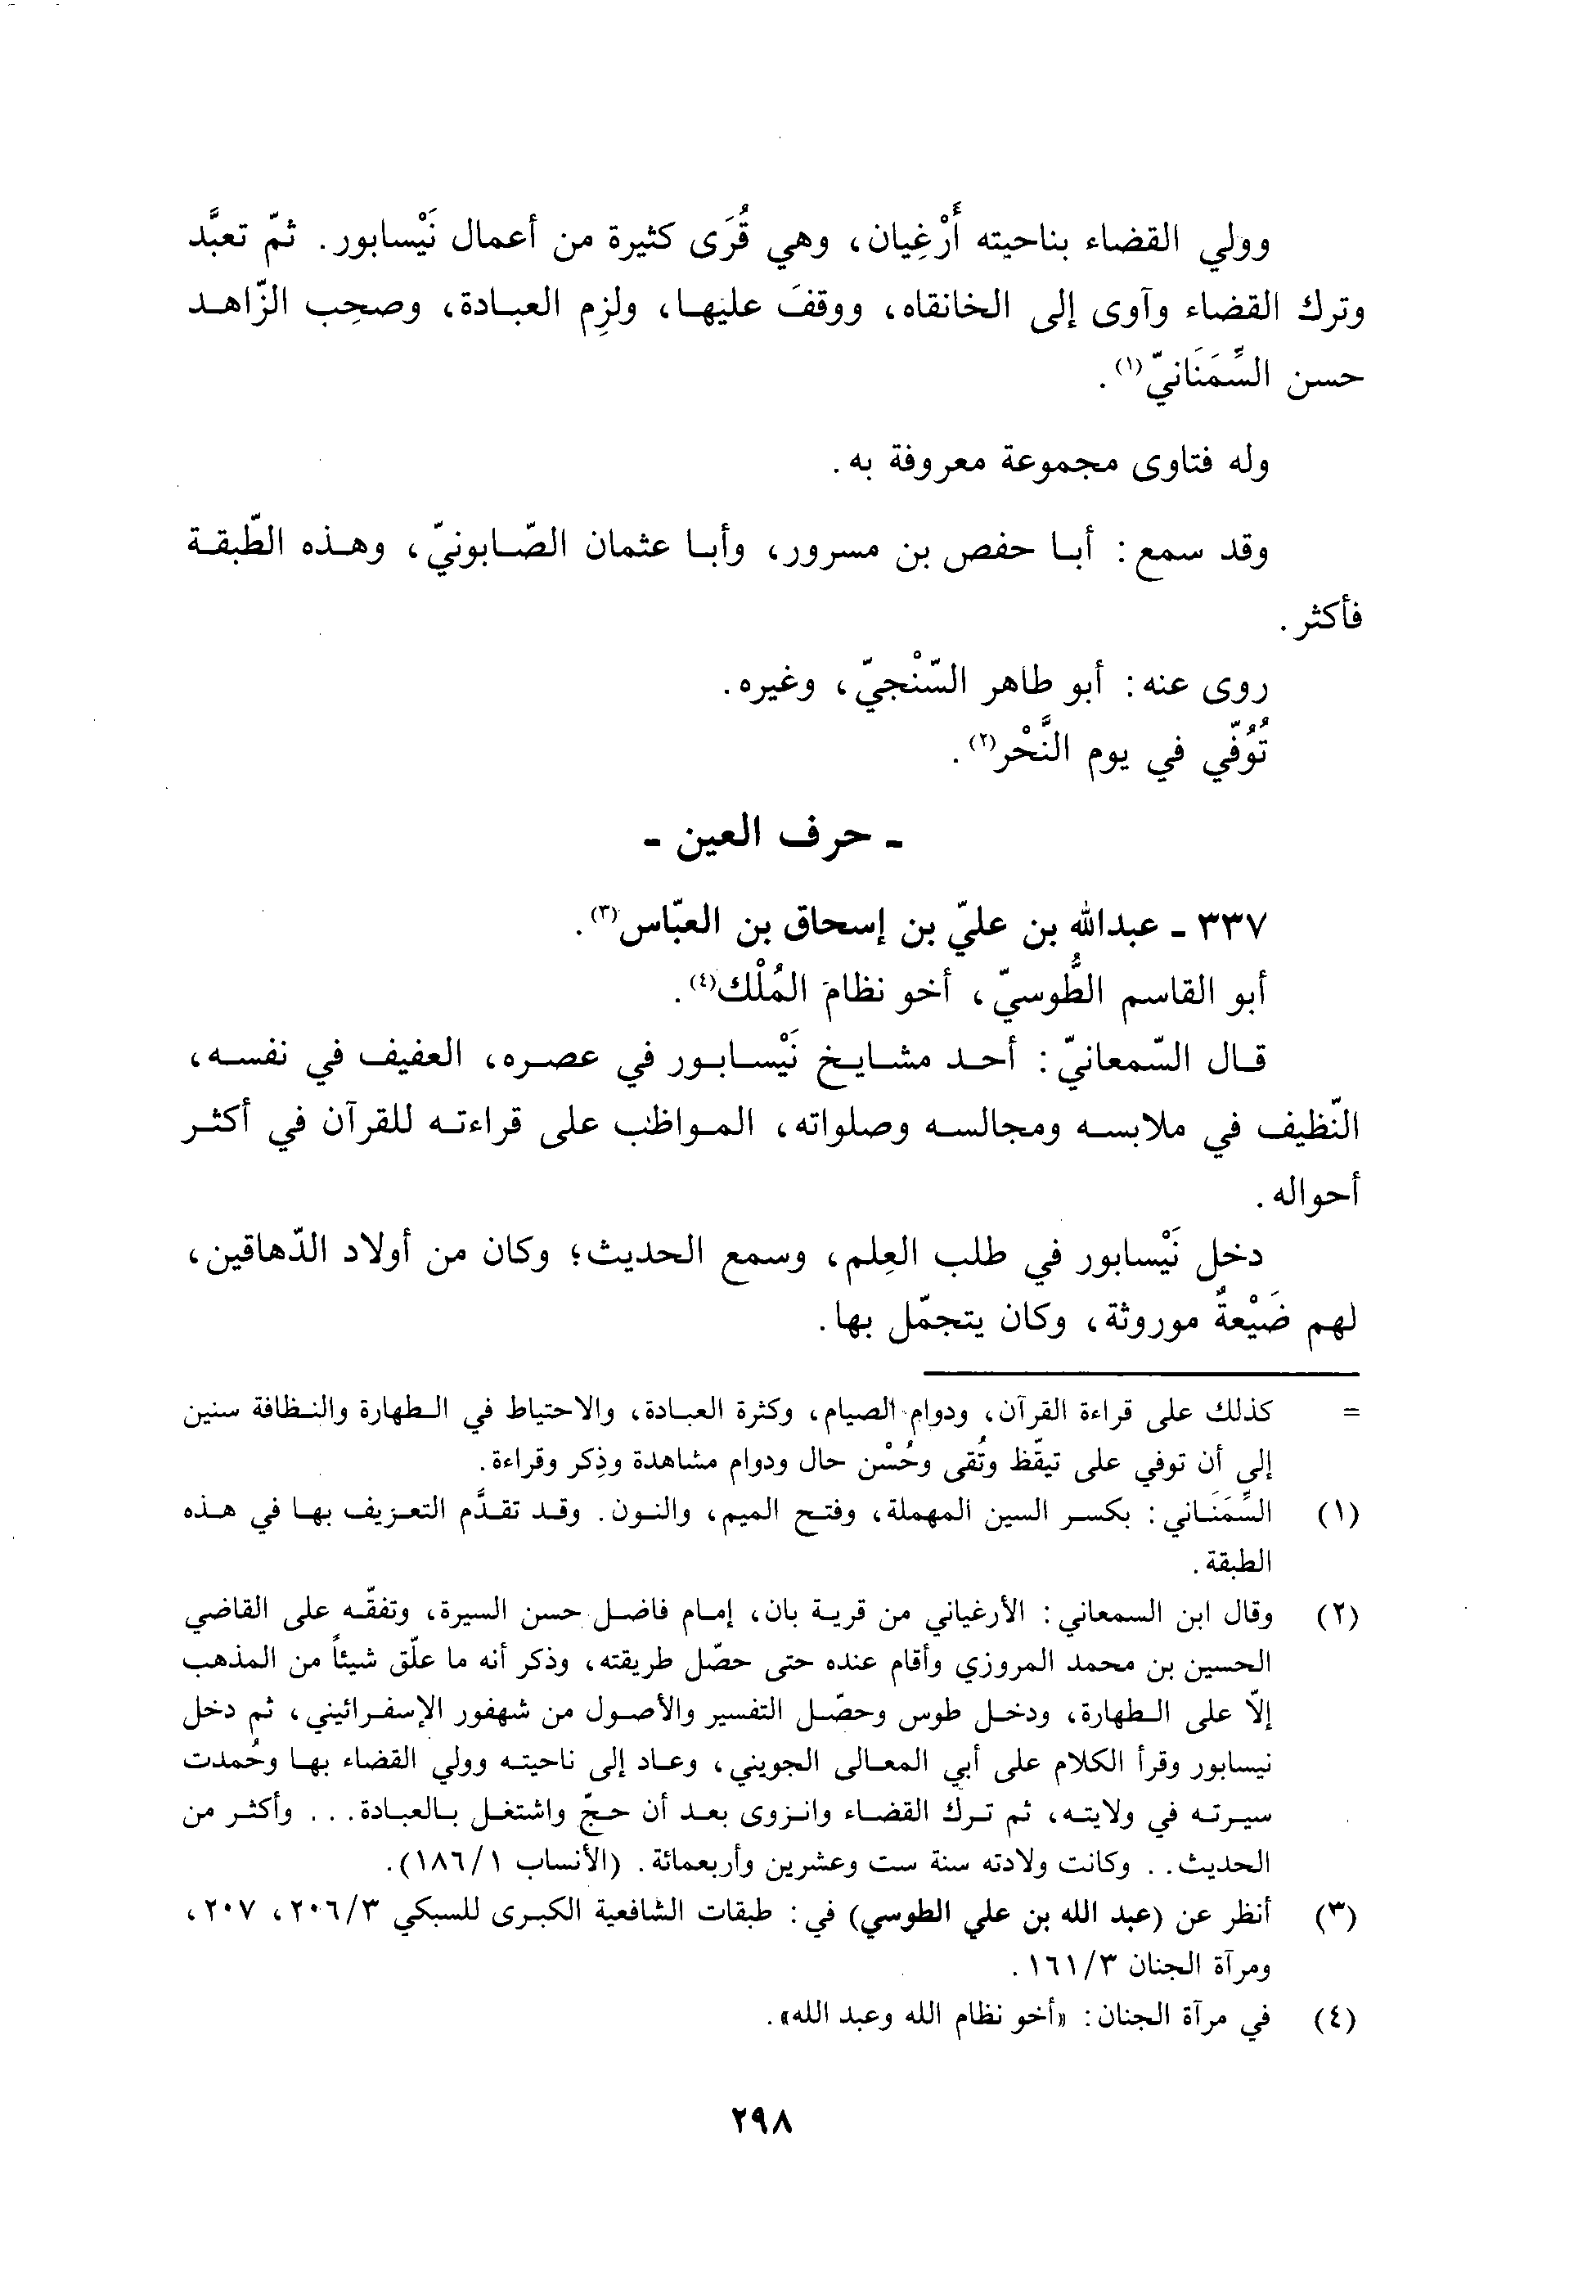 وولي القضاء بناحيته أَرْغِيان، وهي قُرَى كثيرة من أعمال نَيْسابور. ثمّ تعبَّد
وترك القضاء وآوى إلى الخانقاه، ووقفَ عليها، ولزِم العبادة، وصحِب الزّاهد
حسن السِّمَنَانيّ(١).
وله فتاوى مجموعة معروفة به.
وقد سمع: أبا حفص بن مسرور، وأبا عثمان الصّابونيّ، وهذه الطّبقة
فأكثر.
روى عنه: أبو طاهر السّنْجيّ، وغيره.
تُوُفّي في يوم النَّحْر(٢).
- حرف العين -
٣٣٧ - عبدالله بن عليّ بن إسحاق بن العبّاس(٣).
أبو القاسم الطُّوسيّ، أخو نظام المُلْك(٤).
قال السّمعانيّ: أحد مشايخ نَيْسابور في عصره، العفيف في نفسه،
النّظيف في ملابسه ومجالسه وصلواته، المواظب على قراءته للقرآن في أكثر
أحواله.
دخل نَيْسابور في طلب العِلم، وسمع الحديث؛ وكان من أولاد الدّهاقين،
لهم ضَيْعةٌ موروثة، وكان يتجمّل بها.
= كذلك على قراءة القرآن، ودوام الصيام، وكثرة العبادة، والاحتياط في الطهارة والنظافة سنين
إلى أن توفي على تيقّظ وتُقى وحُسْن حال ودوام مشاهدة وذِكر وقراءة.
(١) السِّمَنَاني: بكسر السين المهملة، وفتح الميم، والنون. وقد تقدَّم التعريف بها في هذه
الطبقة.
(٢) وقال ابن السمعاني: الأرغياني من قرية بان، إمام فاضل حسن السيرة، وتفقّه على القاضي
الحسين بن محمد المروزي وأقام عنده حتى حصّل طريقته، وذكر أنه ما علّق شيئاً من المذهب
إلّا على الطهارة، ودخل طوس وحصّل التفسير والأصول من شهفور الإسفرائيني، ثم دخل
نيسابور وقرأ الكلام على أبي المعالى الجويني، وعاد إلى ناحيته وولي القضاء بها وحُمدت
سيرته في ولايته، ثم ترك القضاء وانزوى بعد أن حجّ واشتغل بالعبادة... وأكثر من
الحديث.. وكانت ولادته سنة ست وعشرين وأربعمائة. (الأنساب ١/١٨٦).
(٣) أنظر عن (عبد الله بن علي الطوسي) في: طبقات الشافعية الكبرى للسبكي ٢٠٦/٣، ٢٠٧،
ومرآة الجنان ١٦١/٣.
(٤) في مرآة الجنان: «أخو نظام الله وعبد الله».
٢٩٨